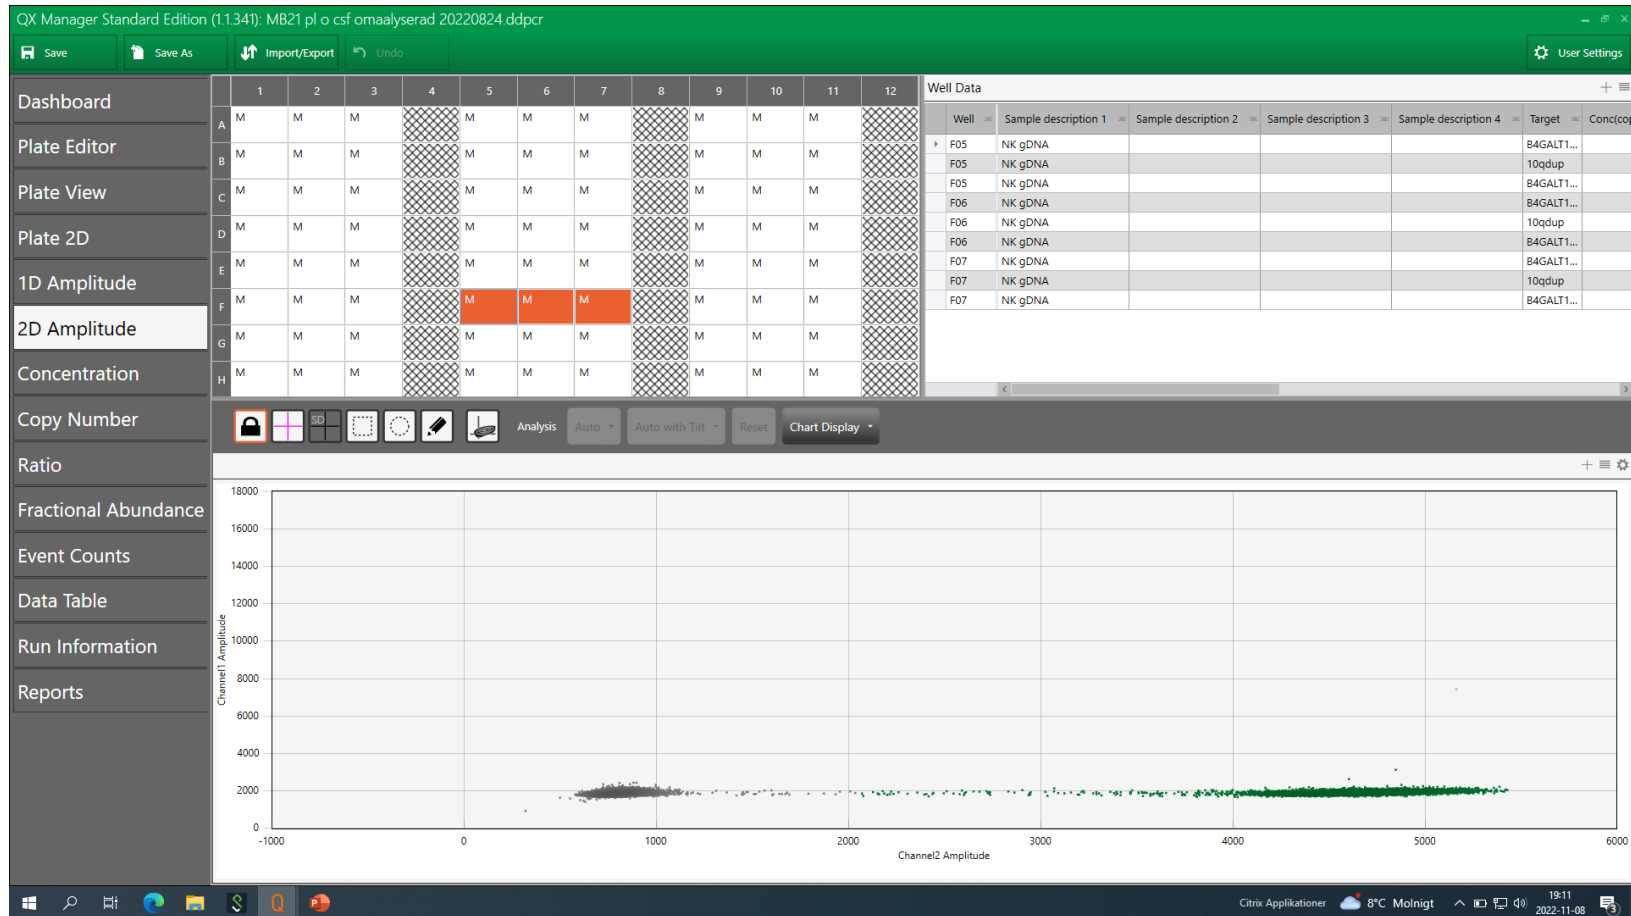 QX Manager Standard Edition (1.1.341): MB21 pl o csf omaalyserad 20220824.ddpcr
Save Save As Import/Export Undo User Settings
Dashboard
Plate Editor
Plate View
Plate 2D
1D Amplitude
2D Amplitude
Concentration
Copy Number
Ratio
Fractional Abundance
Event Counts
Data Table
Run Information
Reports
1 2 3 4 5 6 7 8 9 10 11 12
A M M M M M M M M M
B M M M M M M M M M
C M M M M M M M M M
D M M M M M M M M M
E M M M M M M M M M
F M M M M M M M M M
G M M M M M M M M M
H M M M M M M M M M
Well Data
Well Sample description 1 Sample description 2 Sample description 3 Sample description 4 Target Conc(cop
F05 NK gDNA B4GALT1...
F05 NK gDNA 10qdup
F05 NK gDNA B4GALT1...
F06 NK gDNA B4GALT1...
F06 NK gDNA 10qdup
F06 NK gDNA B4GALT1...
F07 NK gDNA B4GALT1...
F07 NK gDNA 10qdup
F07 NK gDNA B4GALT1...
SD Analysis Auto Auto with Tilt Reset Chart Display
18000
16000
14000
12000
10000
8000
6000
4000
2000
0
Channel1 Amplitude
-1000 0 1000 2000 3000 4000 5000 6000
Channel2 Amplitude
Citrix Applikationer 8°C Molnigt 19:11
2022-11-08 3